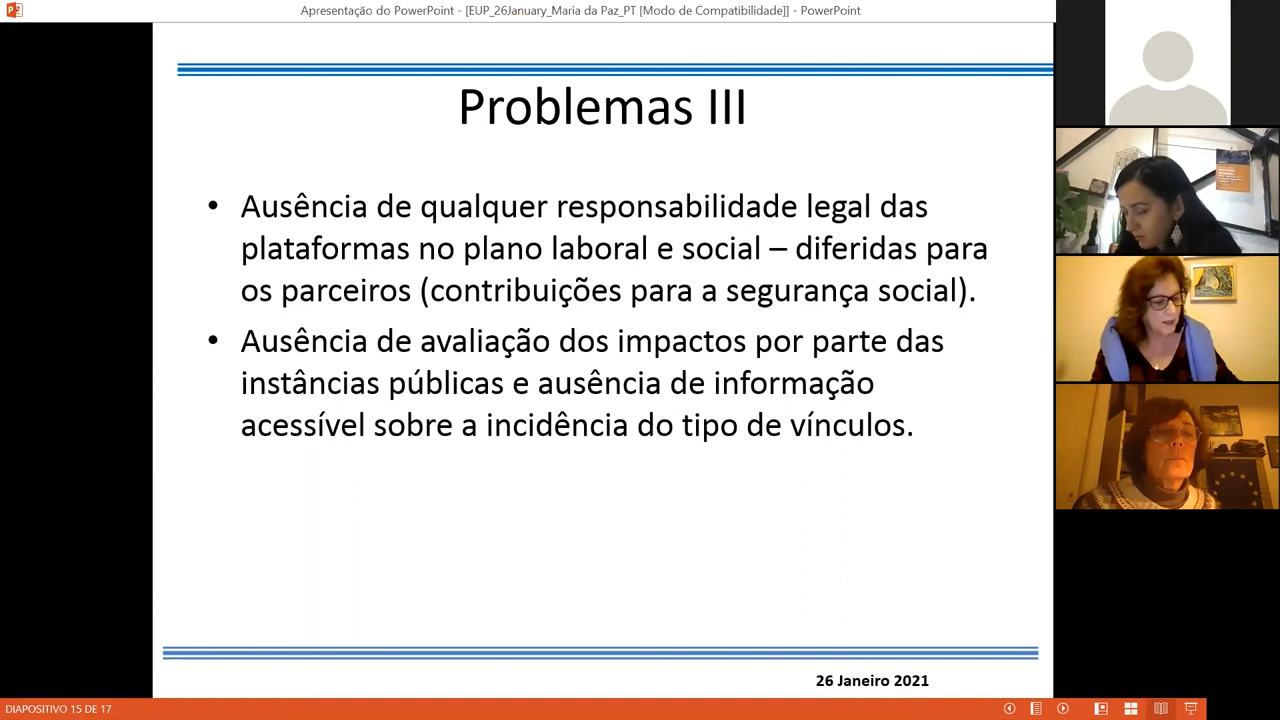 Apresentação do PowerPoint - [EUP_26January_Maria da Paz_PT [Modo de Compatibilidade]] - PowerPoint
Problemas III
• Ausência de qualquer responsabilidade legal das
plataformas no plano laboral e social – diferidas para
os parceiros (contribuições para a segurança social).
• Ausência de avaliação dos impactos por parte das
instâncias públicas e ausência de informação
acessível sobre a incidência do tipo de vínculos.
26 Janeiro 2021
DIAPOSITIVO 15 DE 17